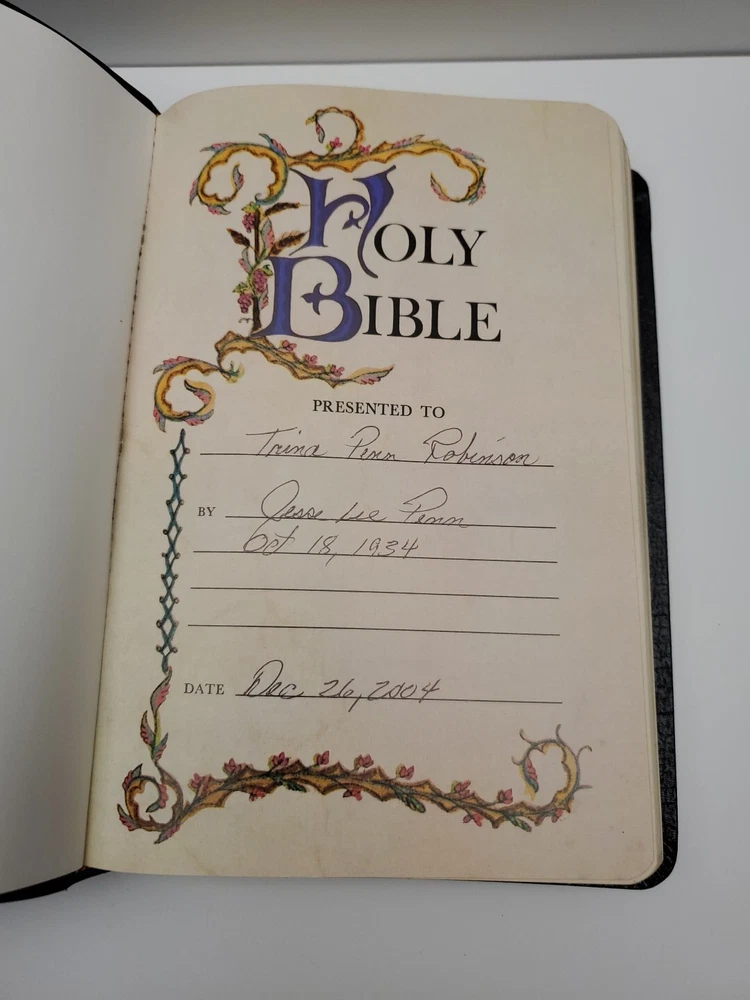 HOLY
BIBLE
PRESENTED TO
Trina Penn Robinson
BY Jesse Lee Penn
Oct 18, 1934
DATE Dec 26, 2004